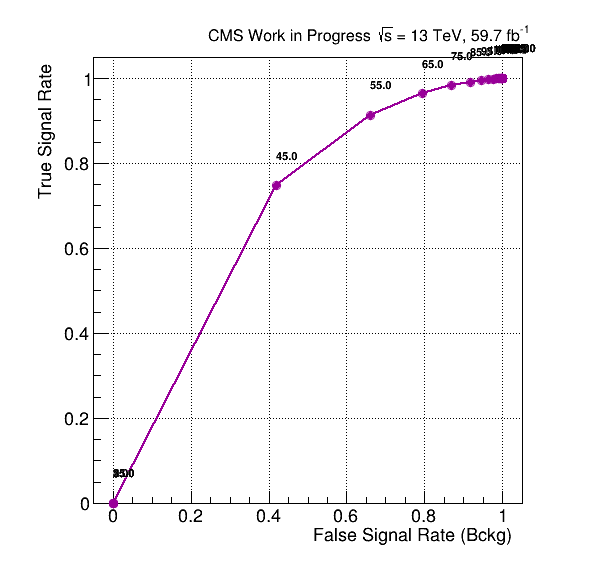 CMS Work in Progress √s = 13 TeV, 59.7 fb⁻¹
True Signal Rate
1
0.8
0.6
0.4
0.2
0
45.0
55.0
65.0
75.0
85.0
0 0.2 0.4 0.6 0.8 1
False Signal Rate (Bckg)